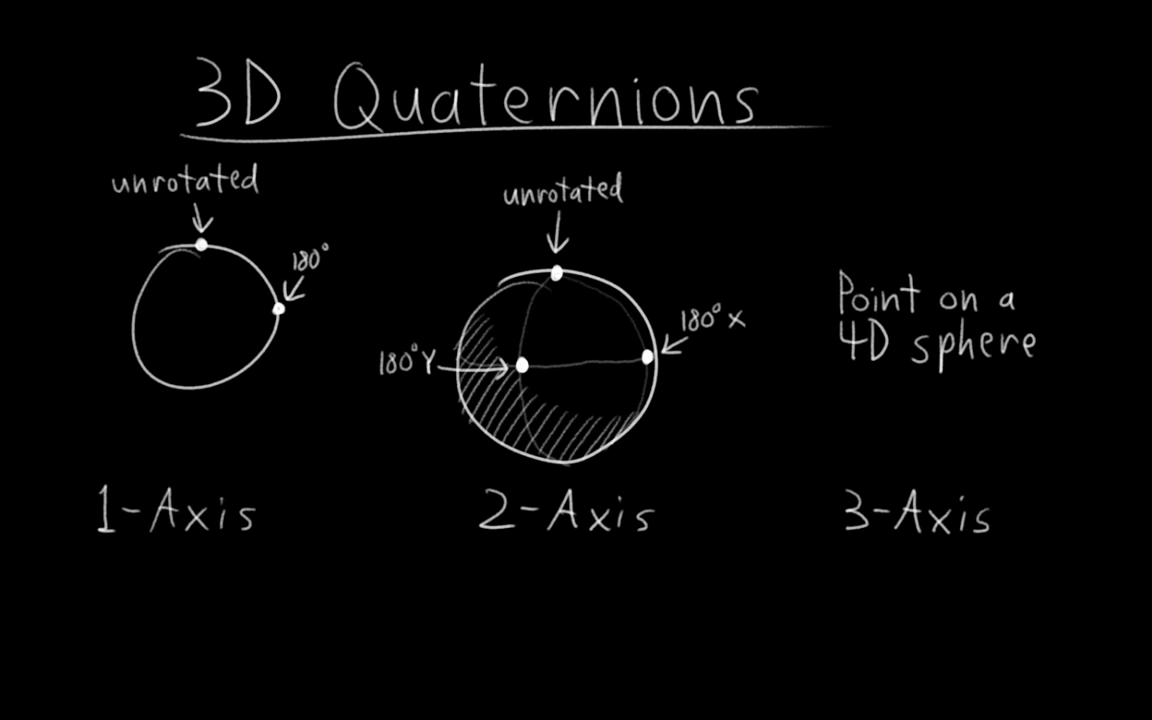 3D Quaternions
unrotated
180°
1-Axis
unrotated
180° X
180° Y
2-Axis
Point on a
4D sphere
3-Axis